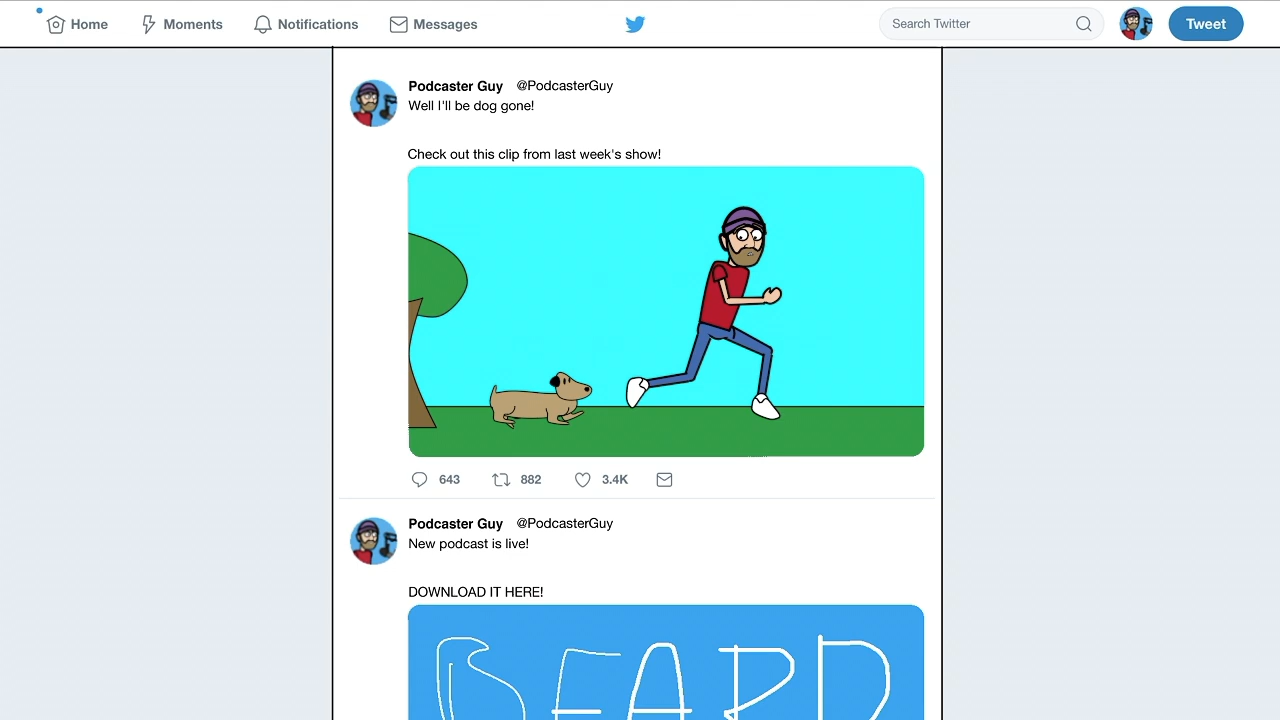 Home Moments Notifications Messages Search Twitter Tweet
Podcaster Guy @PodcasterGuy
Well I'll be dog gone!
Check out this clip from last week's show!
643 882 3.4K
Podcaster Guy @PodcasterGuy
New podcast is live!
DOWNLOAD IT HERE!
BEARD